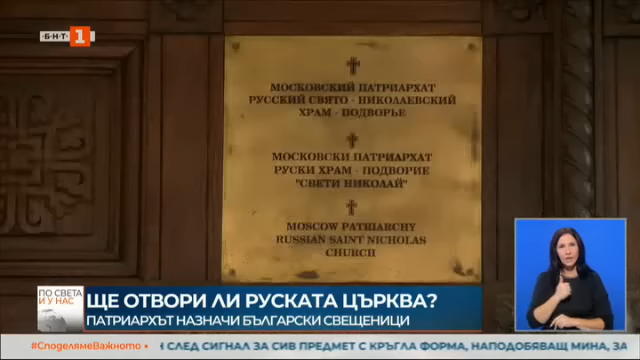 БНТ 1
МОСКОВСКИЙ ПАТРИАРХАТ
РУССКИЙ СВЯТО - НИКОЛАЕВСКИЙ
ХРАМ - ПОДВОРЬЕ
МОСКОВСКИ ПАТРИАРХАТ
РУСКИ ХРАМ - ПОДВОРИЕ
"СВЕТИ НИКОЛАЙ"
MOSCOW PATRIARCHY
RUSSIAN SAINT NICHOLAS
CHURCH
ПО СВЕТА
И У НАС
ЩЕ ОТВОРИ ЛИ РУСКАТА ЦЪРКВА?
ПАТРИАРХЪТ НАЗНАЧИ БЪЛГАРСКИ СВЕЩЕНИЦИ
#СподелямеВажното И СЛЕД СИГНАЛ ЗА СИВ ПРЕДМЕТ С КРЪГЛА ФОРМА, НАПОДОБЯВАЩ МИНА, ЗА